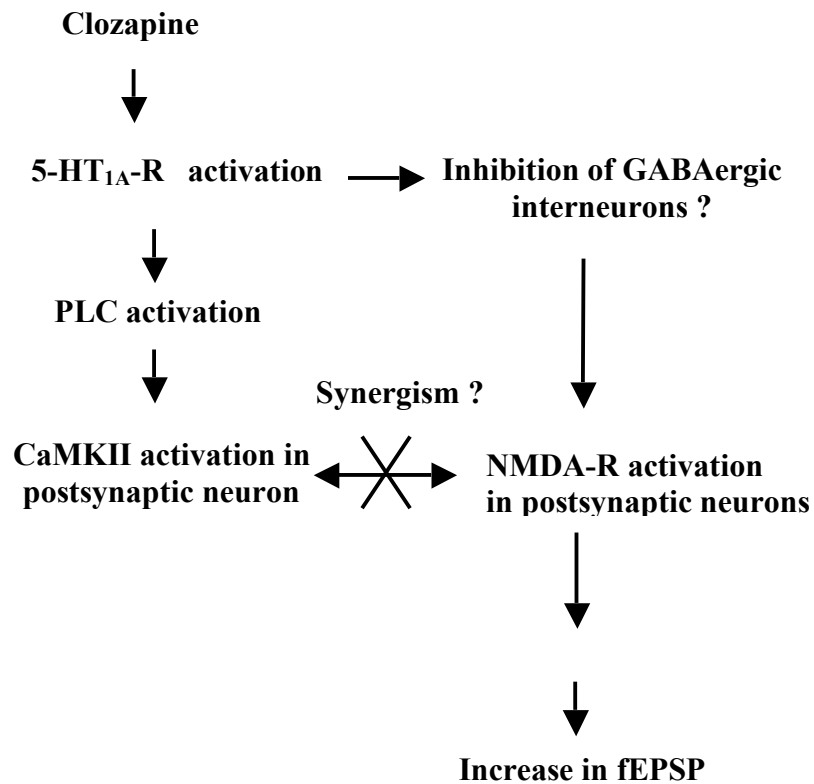 Clozapine
5-HT1A-R activation
Inhibition of GABAergic
interneurons ?
PLC activation
Synergism ?
CaMKII activation in
postsynaptic neuron
NMDA-R activation
in postsynaptic neurons
Increase in fEPSP